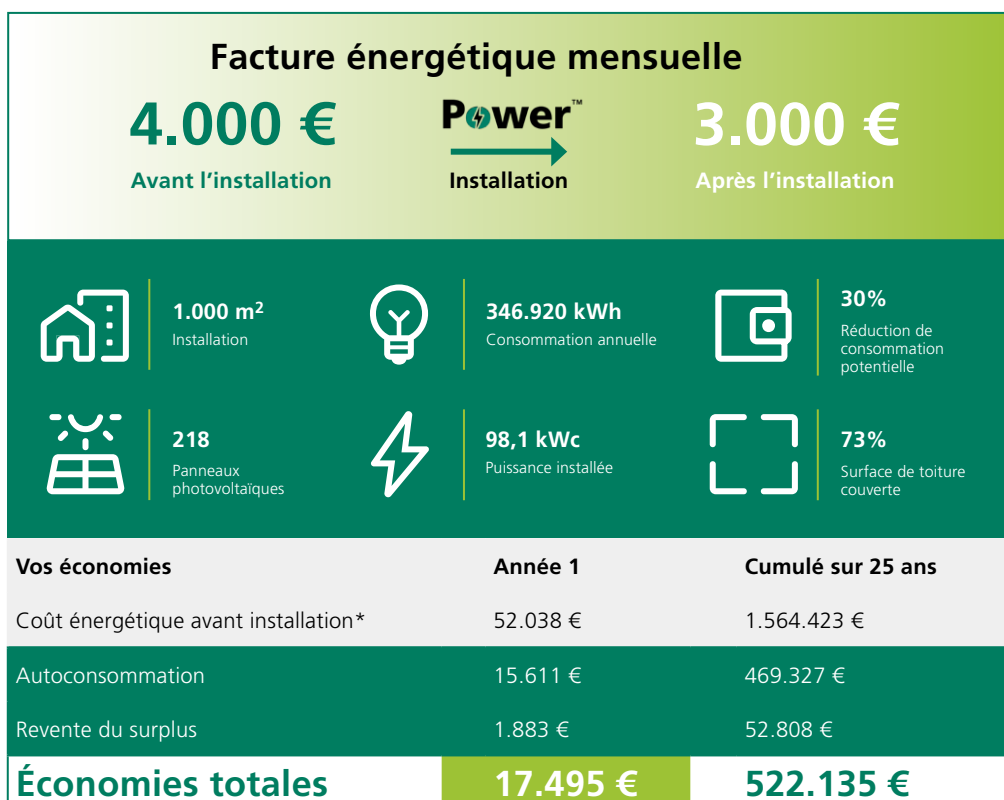 Facture énergétique mensuelle
4.000 €
Avant l'installation
Power™
Installation
3.000 €
Après l'installation
1.000 m²
Installation
346.920 kWh
Consommation annuelle
30%
Réduction de
consommation
potentielle
218
Panneaux
photovoltaïques
98,1 kWc
Puissance installée
73%
Surface de toiture
couverte
Vos économies Année 1 Cumulé sur 25 ans
Coût énergétique avant installation* 52.038 € 1.564.423 €
Autoconsommation 15.611 € 469.327 €
Revente du surplus 1.883 € 52.808 €
Économies totales 17.495 € 522.135 €